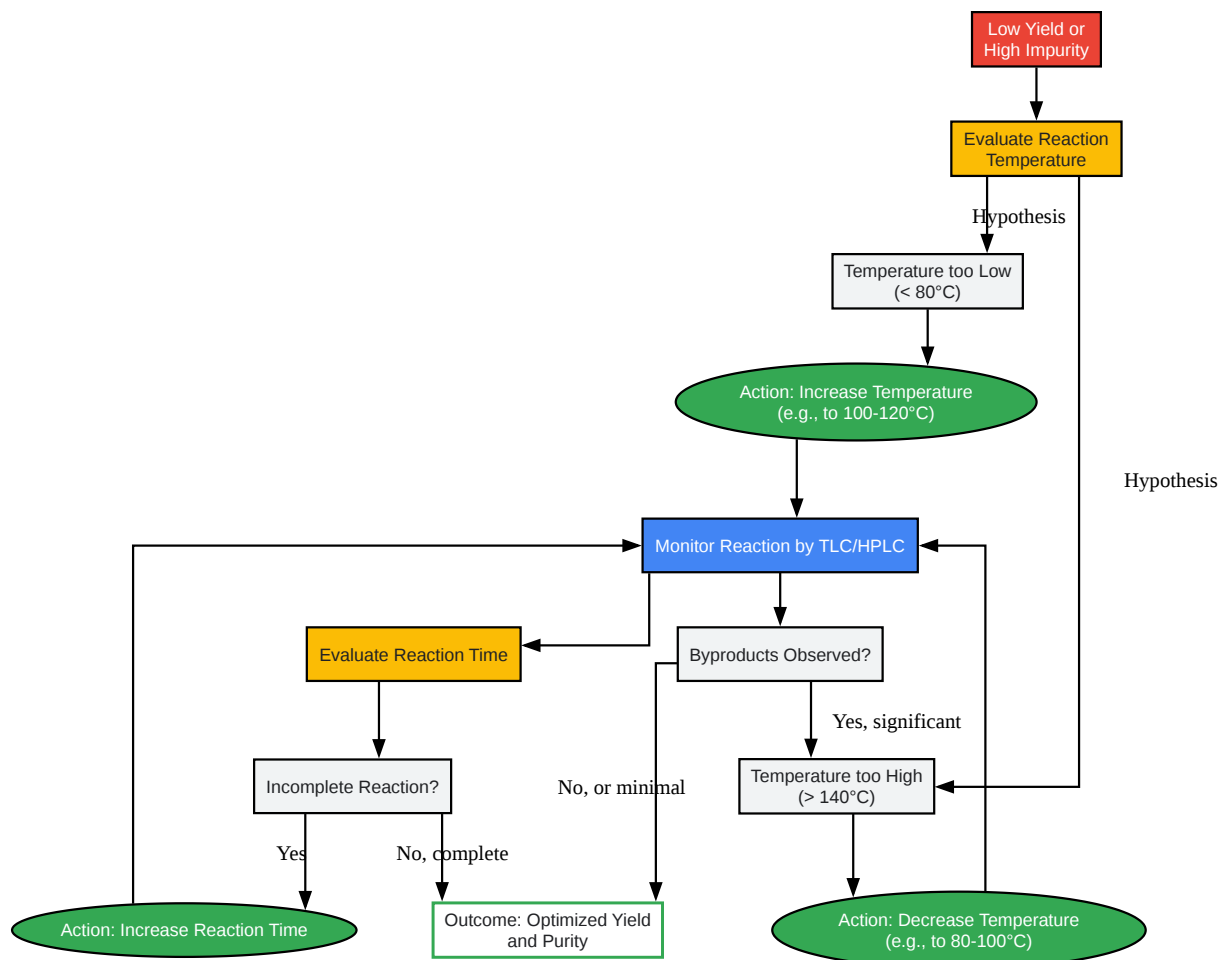 Low Yield or
High Impurity
Evaluate Reaction
Temperature
Hypothesis
Temperature too Low
(< 80°C)
Action: Increase Temperature
(e.g., to 100-120°C)
Hypothesis
Monitor Reaction by TLC/HPLC
Evaluate Reaction Time
Byproducts Observed?
Yes, significant
Incomplete Reaction?
No, or minimal
Temperature too High
(> 140°C)
Yes
No, complete
Action: Increase Reaction Time
Outcome: Optimized Yield
and Purity
Action: Decrease Temperature
(e.g., to 80-100°C)